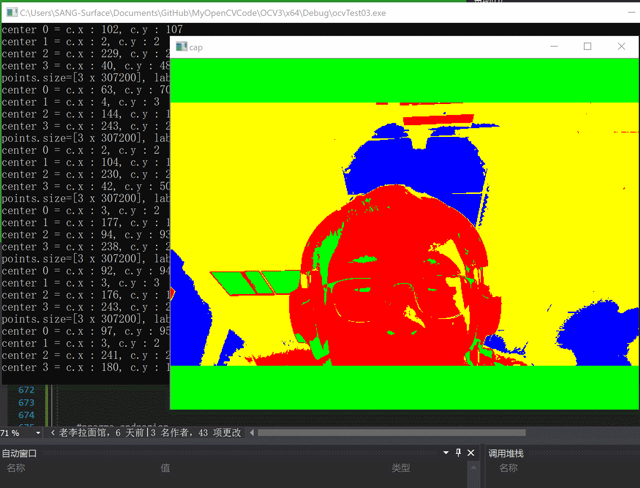 C:\Users\SANG-Surface\Documents\GitHub\MyOpenCVCode\OCV3\x64\Debug\ocvTest03.exe
center 0 = c.x : 102, c.y : 107
cap
center 1 = c.x : 2, c.y : 2
center 2 = c.x : 229, c.y : 2
center 3 = c.x : 40, c.y : 48
points.size=[3 x 307200], lab
center 0 = c.x : 63, c.y : 70
center 1 = c.x : 4, c.y : 3
center 2 = c.x : 144, c.y : 1
center 3 = c.x : 243, c.y : 2
points.size=[3 x 307200], lab
center 0 = c.x : 2, c.y : 2
center 1 = c.x : 104, c.y : 1
center 2 = c.x : 230, c.y : 2
center 3 = c.x : 42, c.y : 50
points.size=[3 x 307200], lab
center 0 = c.x : 3, c.y : 2
center 1 = c.x : 177, c.y : 1
center 2 = c.x : 94, c.y : 93
center 3 = c.x : 238, c.y : 2
points.size=[3 x 307200], lab
center 0 = c.x : 92, c.y : 94
center 1 = c.x : 3, c.y : 3
center 2 = c.x : 176, c.y : 1
center 3 = c.x : 243, c.y : 2
points.size=[3 x 307200], lab
center 0 = c.x : 97, c.y : 95
center 1 = c.x : 3, c.y : 2
center 2 = c.x : 241, c.y : 2
center 3 = c.x : 180, c.y : 1
672
673
674
71 %
老李拉面馆，6 天前|3 名作者，43 项更改
自动窗口
调用堆栈
名称 值 类型
名称